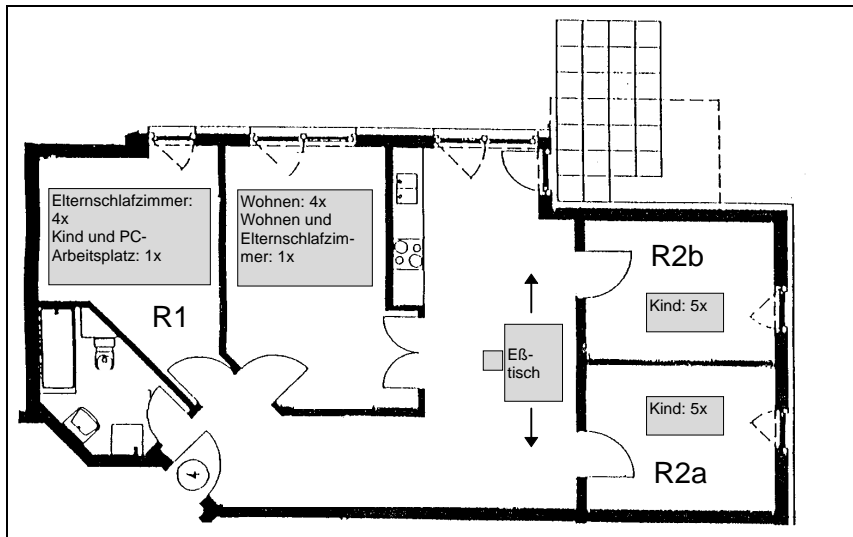 Elternschlafzimmer:
4x
Kind und PC-
Arbeitsplatz: 1x
Wohnen: 4x
Wohnen und
Elternschlafzim-
mer: 1x
R1
R2b
Kind: 5x
Eß-
tisch
Kind: 5x
R2a
4